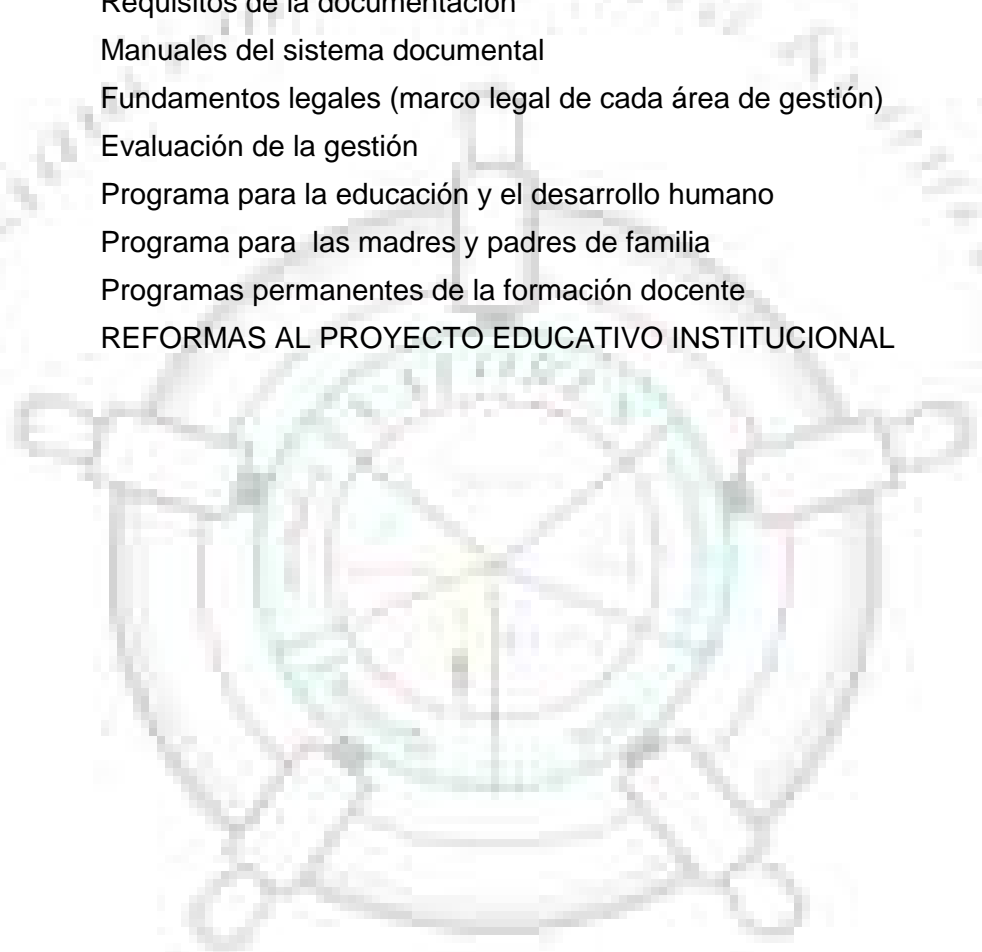 Requisitos de la documentación
Manuales del sistema documental
Fundamentos legales (marco legal de cada área de gestión)
Evaluación de la gestión
Programa para la educación y el desarrollo humano
Programa para  las madres y padres de familia
Programas permanentes de la formación docente
REFORMAS AL PROYECTO EDUCATIVO INSTITUCIONAL